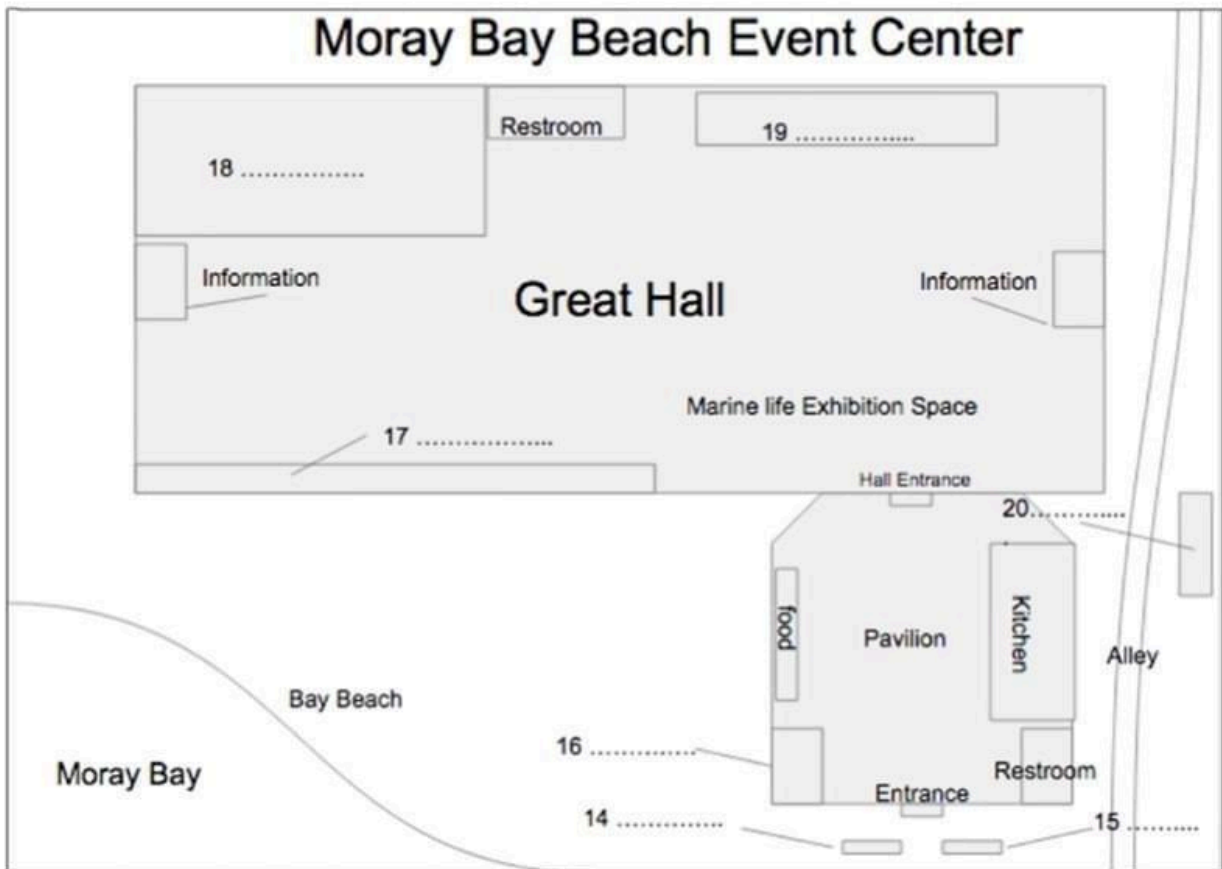 Moray Bay Beach Event Center
Restroom
19 ................
18 ................
Information
Great Hall
Information
Marine life Exhibition Space
17 ...................
Hall Entrance
20..............
food
Pavilion
Kitchen
Alley
Bay Beach
16 ..............
Moray Bay
Restroom
Entrance
14 ..............
15 ..........